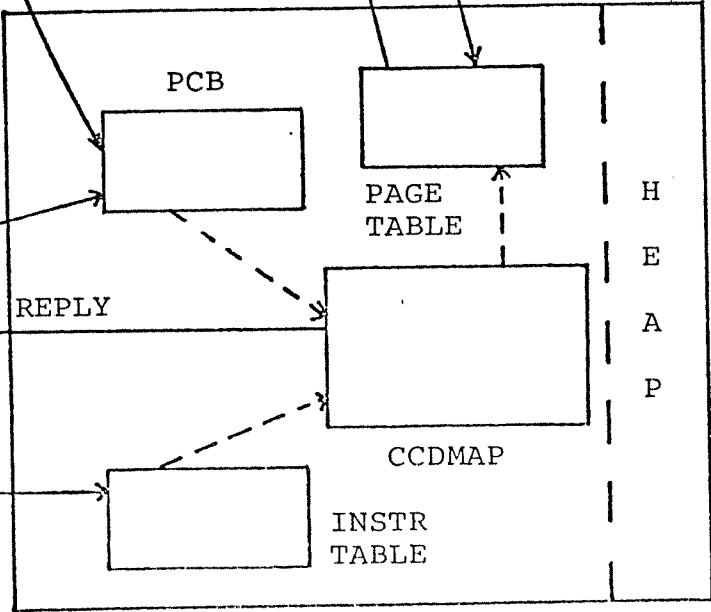 PCB
PAGE
TABLE
H
E
A
P
REPLY
CCDMAP
INSTR
TABLE